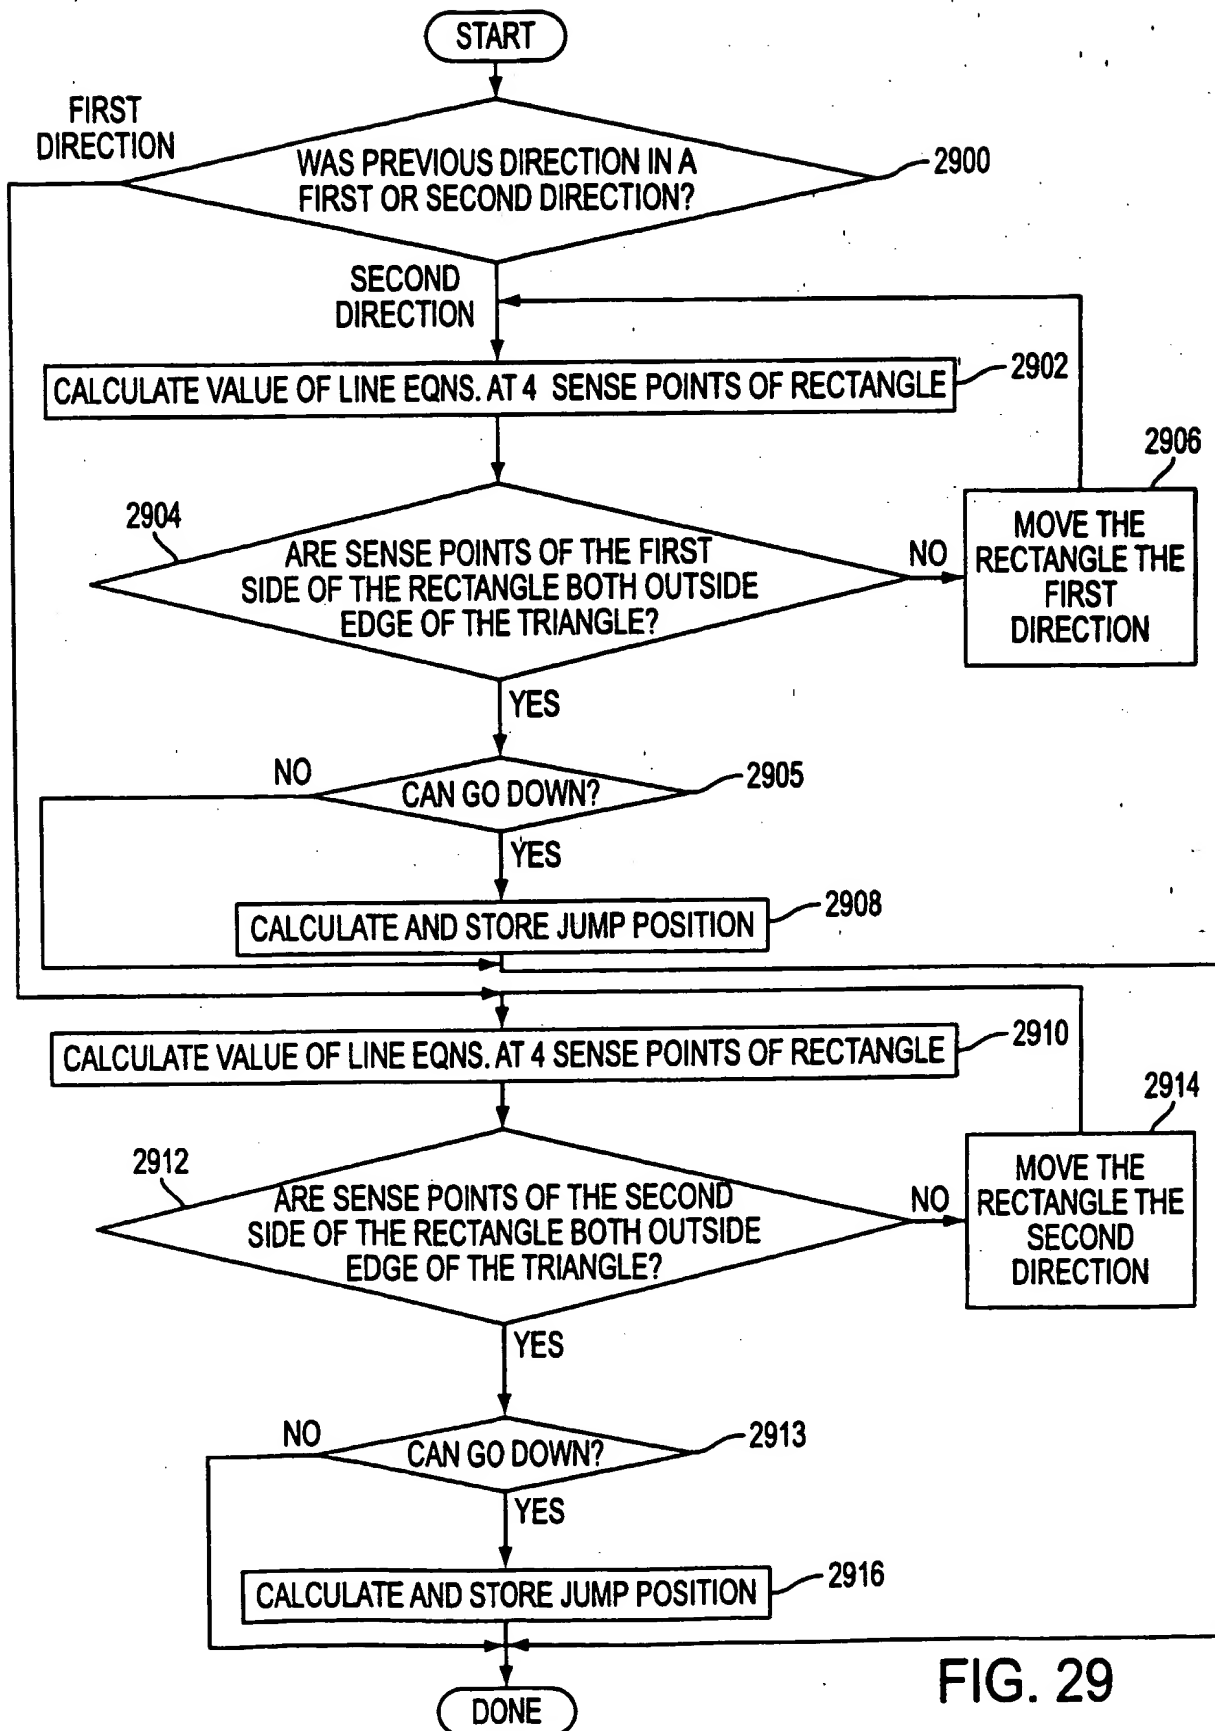 START
FIRST
DIRECTION
WAS PREVIOUS DIRECTION IN A
FIRST OR SECOND DIRECTION?
2900
SECOND
DIRECTION
CALCULATE VALUE OF LINE EQNS. AT 4 SENSE POINTS OF RECTANGLE
2902
2904
ARE SENSE POINTS OF THE FIRST
SIDE OF THE RECTANGLE BOTH OUTSIDE
EDGE OF THE TRIANGLE?
NO
2906
MOVE THE
RECTANGLE THE
FIRST
DIRECTION
YES
NO
CAN GO DOWN?
2905
YES
CALCULATE AND STORE JUMP POSITION
2908
CALCULATE VALUE OF LINE EQNS. AT 4 SENSE POINTS OF RECTANGLE
2910
2912
ARE SENSE POINTS OF THE SECOND
SIDE OF THE RECTANGLE BOTH OUTSIDE
EDGE OF THE TRIANGLE?
NO
2914
MOVE THE
RECTANGLE THE
SECOND
DIRECTION
YES
NO
CAN GO DOWN?
2913
YES
CALCULATE AND STORE JUMP POSITION
2916
DONE
FIG. 29